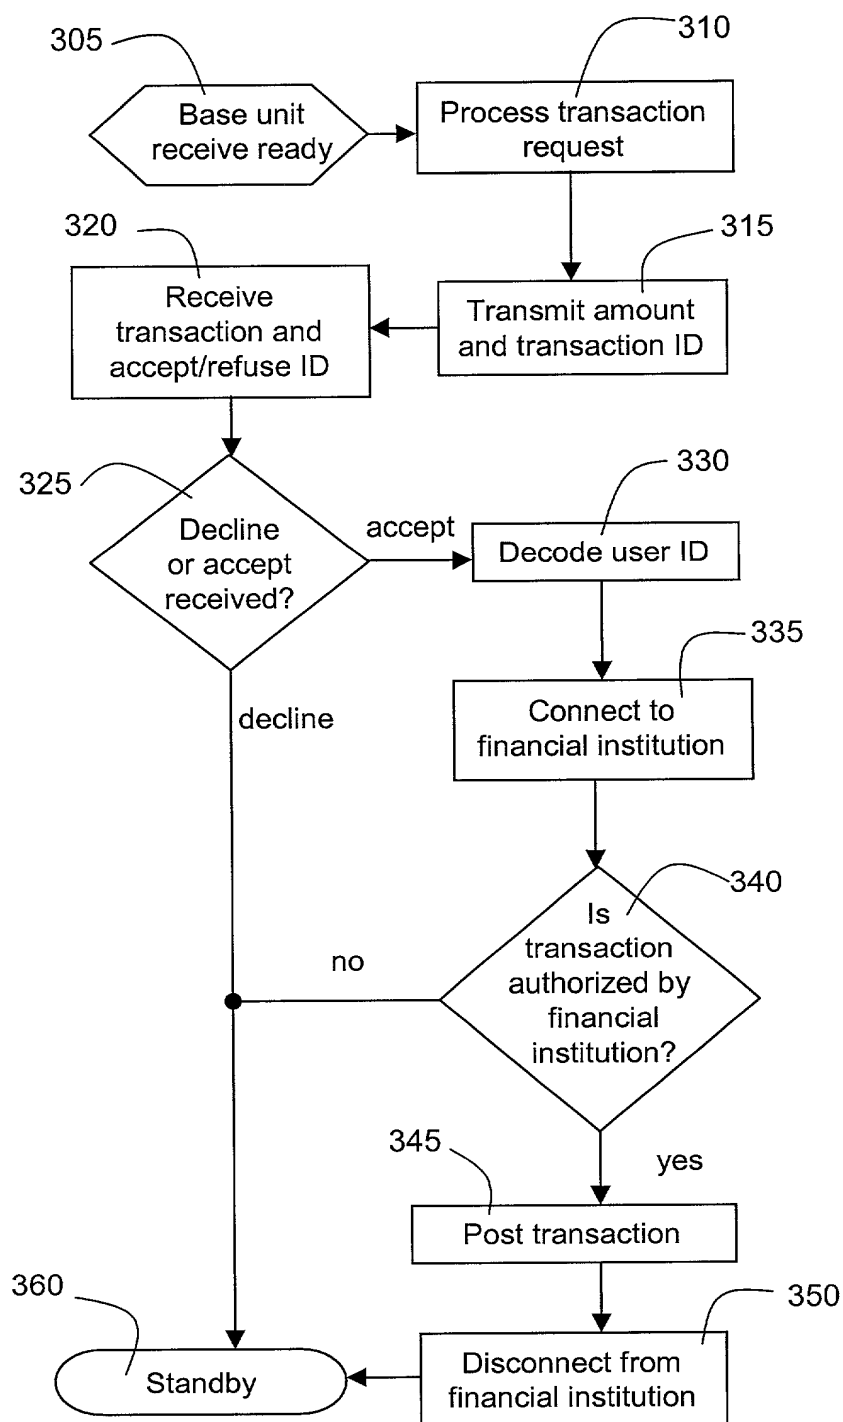 305
Base unit
receive ready
310
Process transaction
request
315
Transmit amount
and transaction ID
320
Receive
transaction and
accept/refuse ID
325
Decline
or accept
received?
accept
decline
330
Decode user ID
335
Connect to
financial institution
340
Is
transaction
authorized by
financial
institution?
no
yes
345
Post transaction
350
Disconnect from
financial institution
360
Standby